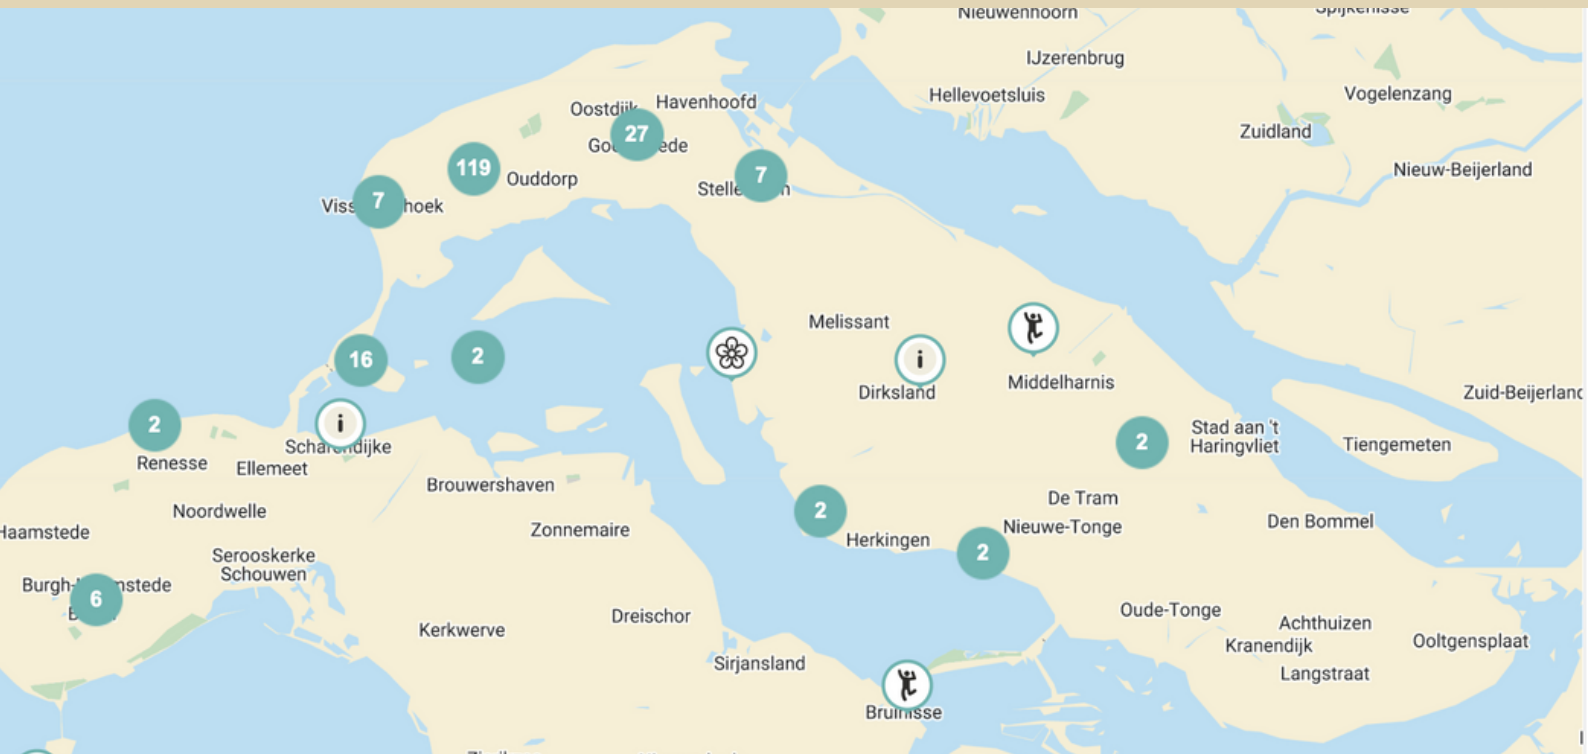 Nieuwenhoorn
IJzerenbrug
Hellevoetsluis
Vogelenzang
Zuidland
Nieuw-Beijerland
Oostdijk
Havenhoofd
27
119
Ouddorp
7
7
Melissant
i
Dirksland
Middelharnis
16
2
2
i
Renesse
Ellemeet
Brouwershaven
Noordwelle
Zonnemaire
Haamstede
Serooskerke
Schouwen
6
Kerkwerve
Dreischor
Sirjansland
Bruinisse
2
Stad aan 't
Haringvliet
Tiengemeten
De Tram
Nieuwe-Tonge
Den Bommel
2
Herkingen
2
Oude-Tonge
Achthuizen
Kranendijk
Langstraat
Ooltgensplaat